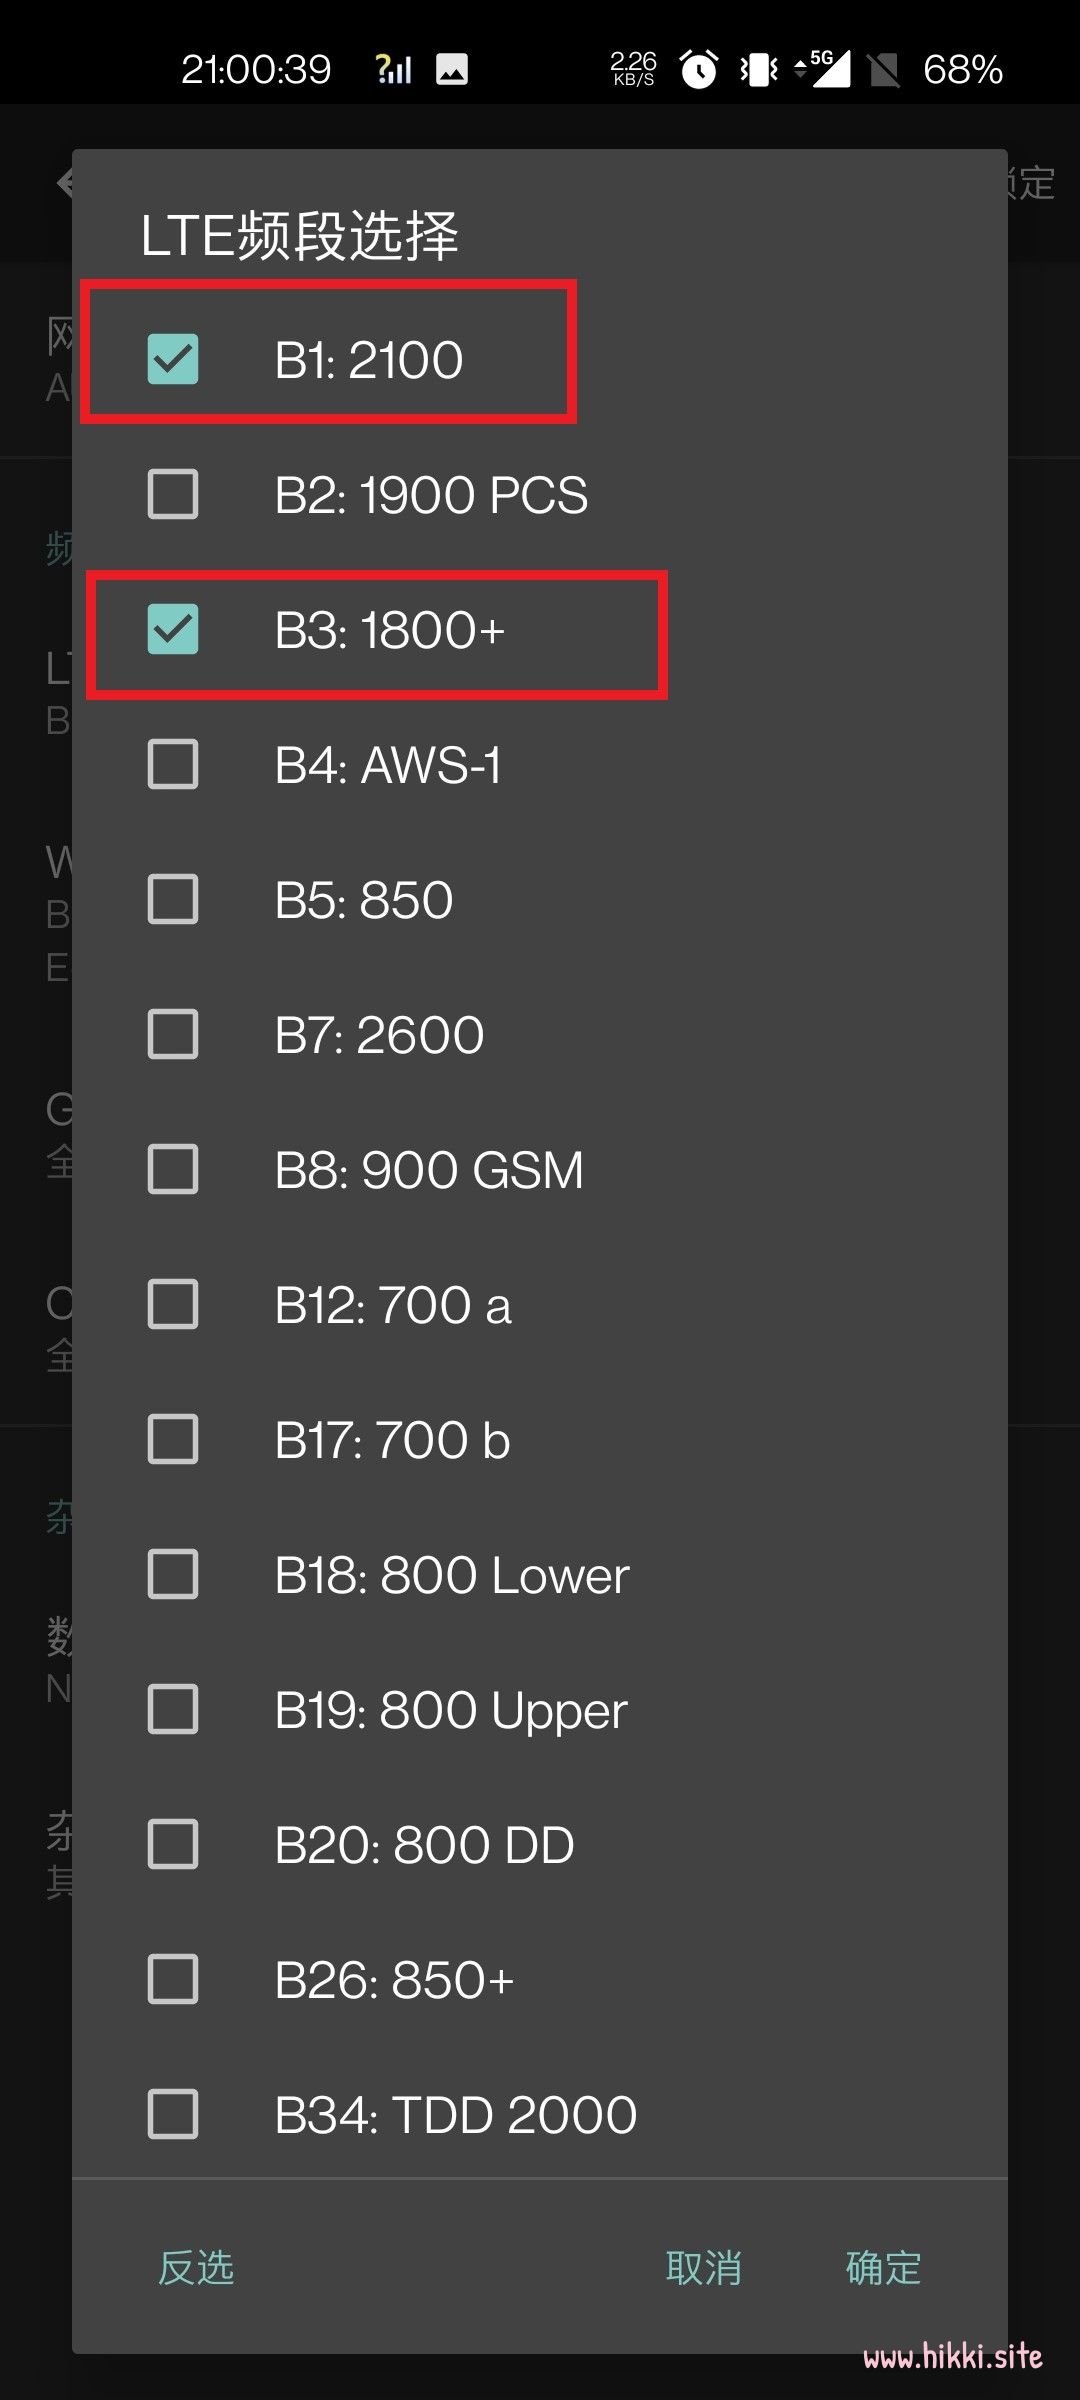 21:00:39 2.26 KB/S 5G 68%
定
LTE频段选择
B1: 2100
B2: 1900 PCS
B3: 1800+
B4: AWS-1
B5: 850
B7: 2600
B8: 900 GSM
B12: 700 a
B17: 700 b
B18: 800 Lower
B19: 800 Upper
B20: 800 DD
B26: 850+
B34: TDD 2000
反选 取消 确定
www.hikki.site